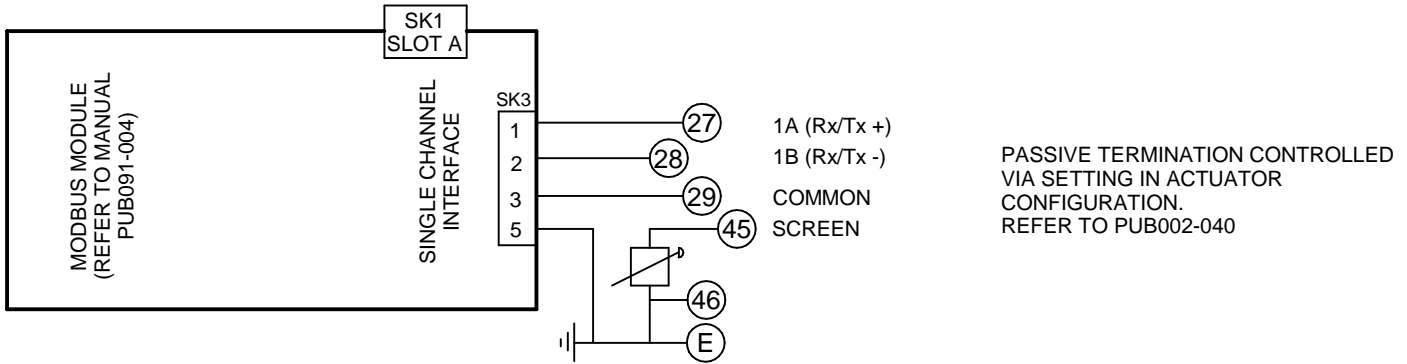 SK1
SLOT A
MODBUS MODULE
(REFER TO MANUAL
PUB091-004)
SINGLE CHANNEL
INTERFACE
SK3
1
2
3
5
27
1A (Rx/Tx +)
28
1B (Rx/Tx -)
29
COMMON
45
SCREEN
46
E
PASSIVE TERMINATION CONTROLLED
VIA SETTING IN ACTUATOR
CONFIGURATION.
REFER TO PUB002-040